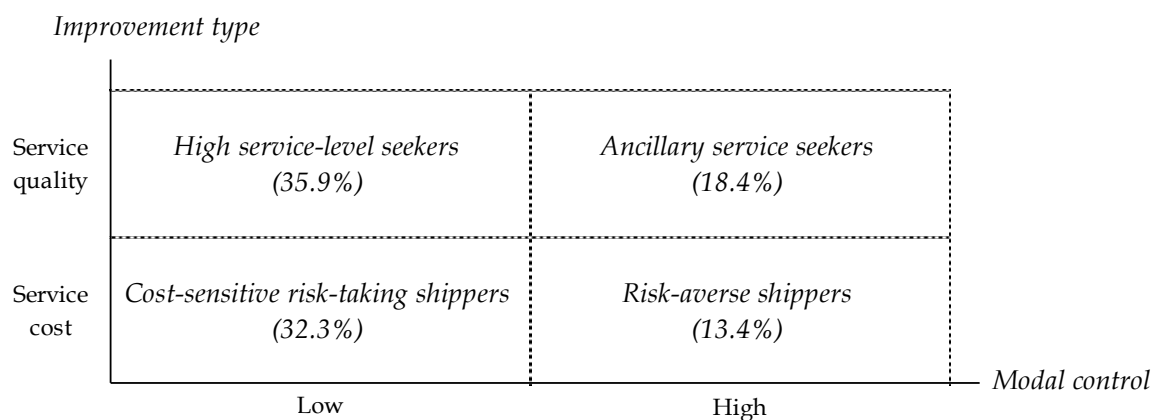 Improvement type
Service
quality
High service-level seekers
(35.9%)
Ancillary service seekers
(18.4%)
Service
cost
Cost-sensitive risk-taking shippers
(32.3%)
Risk-averse shippers
(13.4%)
Modal control
Low
High